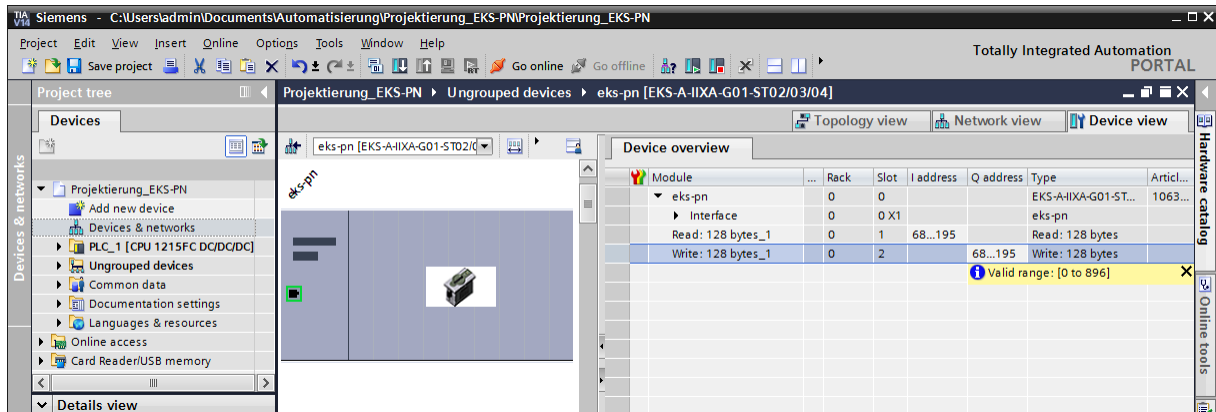 TIA V14 Siemens - C:\Users\admin\Documents\Automatisierung\Projektierung_EKS-PN\Projektierung_EKS-PN
Project Edit View Insert Online Options Tools Window Help
Totally Integrated Automation
PORTAL
Save project Go online Go offline
Project tree
Projektierung_EKS-PN Ungrouped devices eks-pn [EKS-A-IIXA-G01-ST02/03/04]
Devices
Topology view Network view Device view
eks-pn [EKS-A-IIXA-G01-ST02/0
Device overview
Module ... Rack Slot I address Q address Type Articl...
eks-pn 0 0 EKS-A-IIXA-G01-ST... 1063...
Interface 0 0 X1 eks-pn
Read: 128 bytes_1 0 1 68...195 Read: 128 bytes
Write: 128 bytes_1 0 2 68...195 Write: 128 bytes
Valid range: [0 to 896]
eks-pn
Projektierung_EKS-PN
Add new device
Devices & networks
PLC_1 [CPU 1215FC DC/DC/DC]
Ungrouped devices
Common data
Documentation settings
Languages & resources
Online access
Card Reader/USB memory
Details view
Devices & networks
Hardware catalog
Online tools